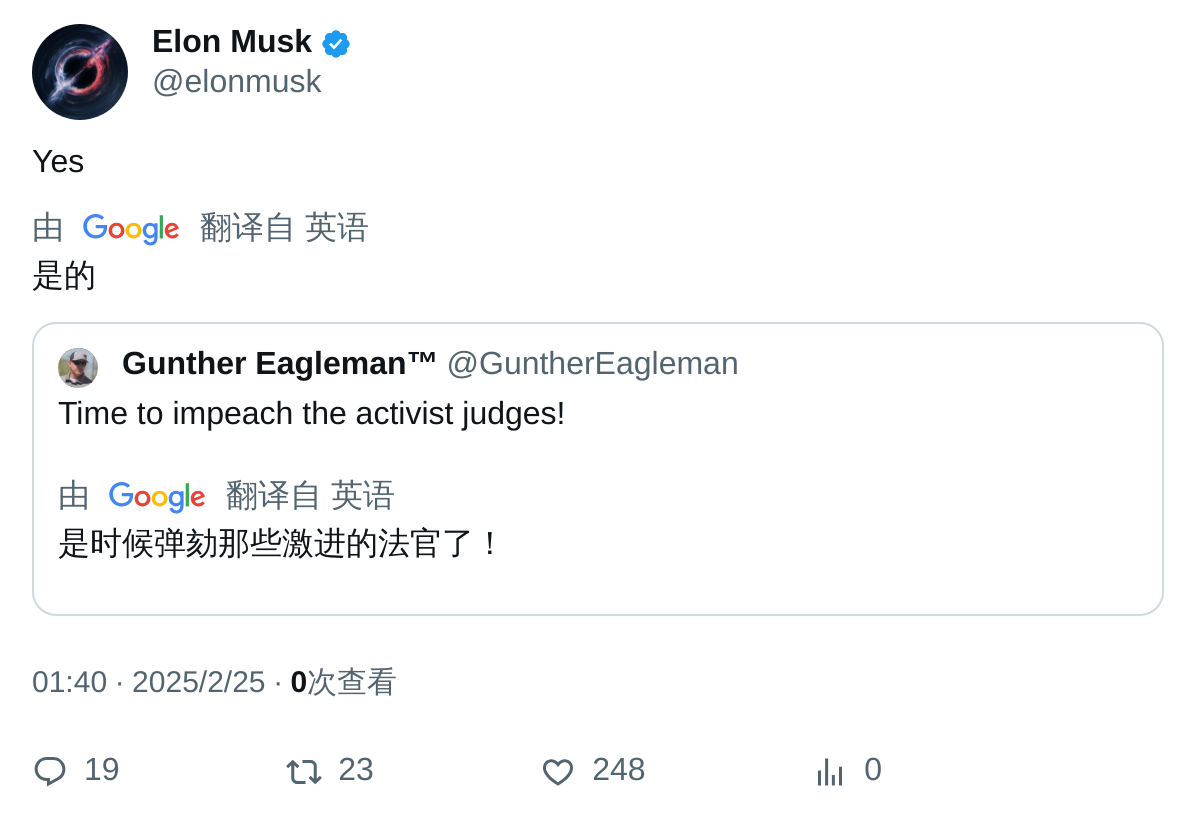 Elon Musk
@elonmusk
Yes
由 Google 翻译自 英语
是的
Gunther Eagleman™ @GuntherEagleman
Time to impeach the activist judges!
由 Google 翻译自 英语
是时候弹劾那些激进的法官了！
01:40 · 2025/2/25 · 0次查看
19 23 248 0